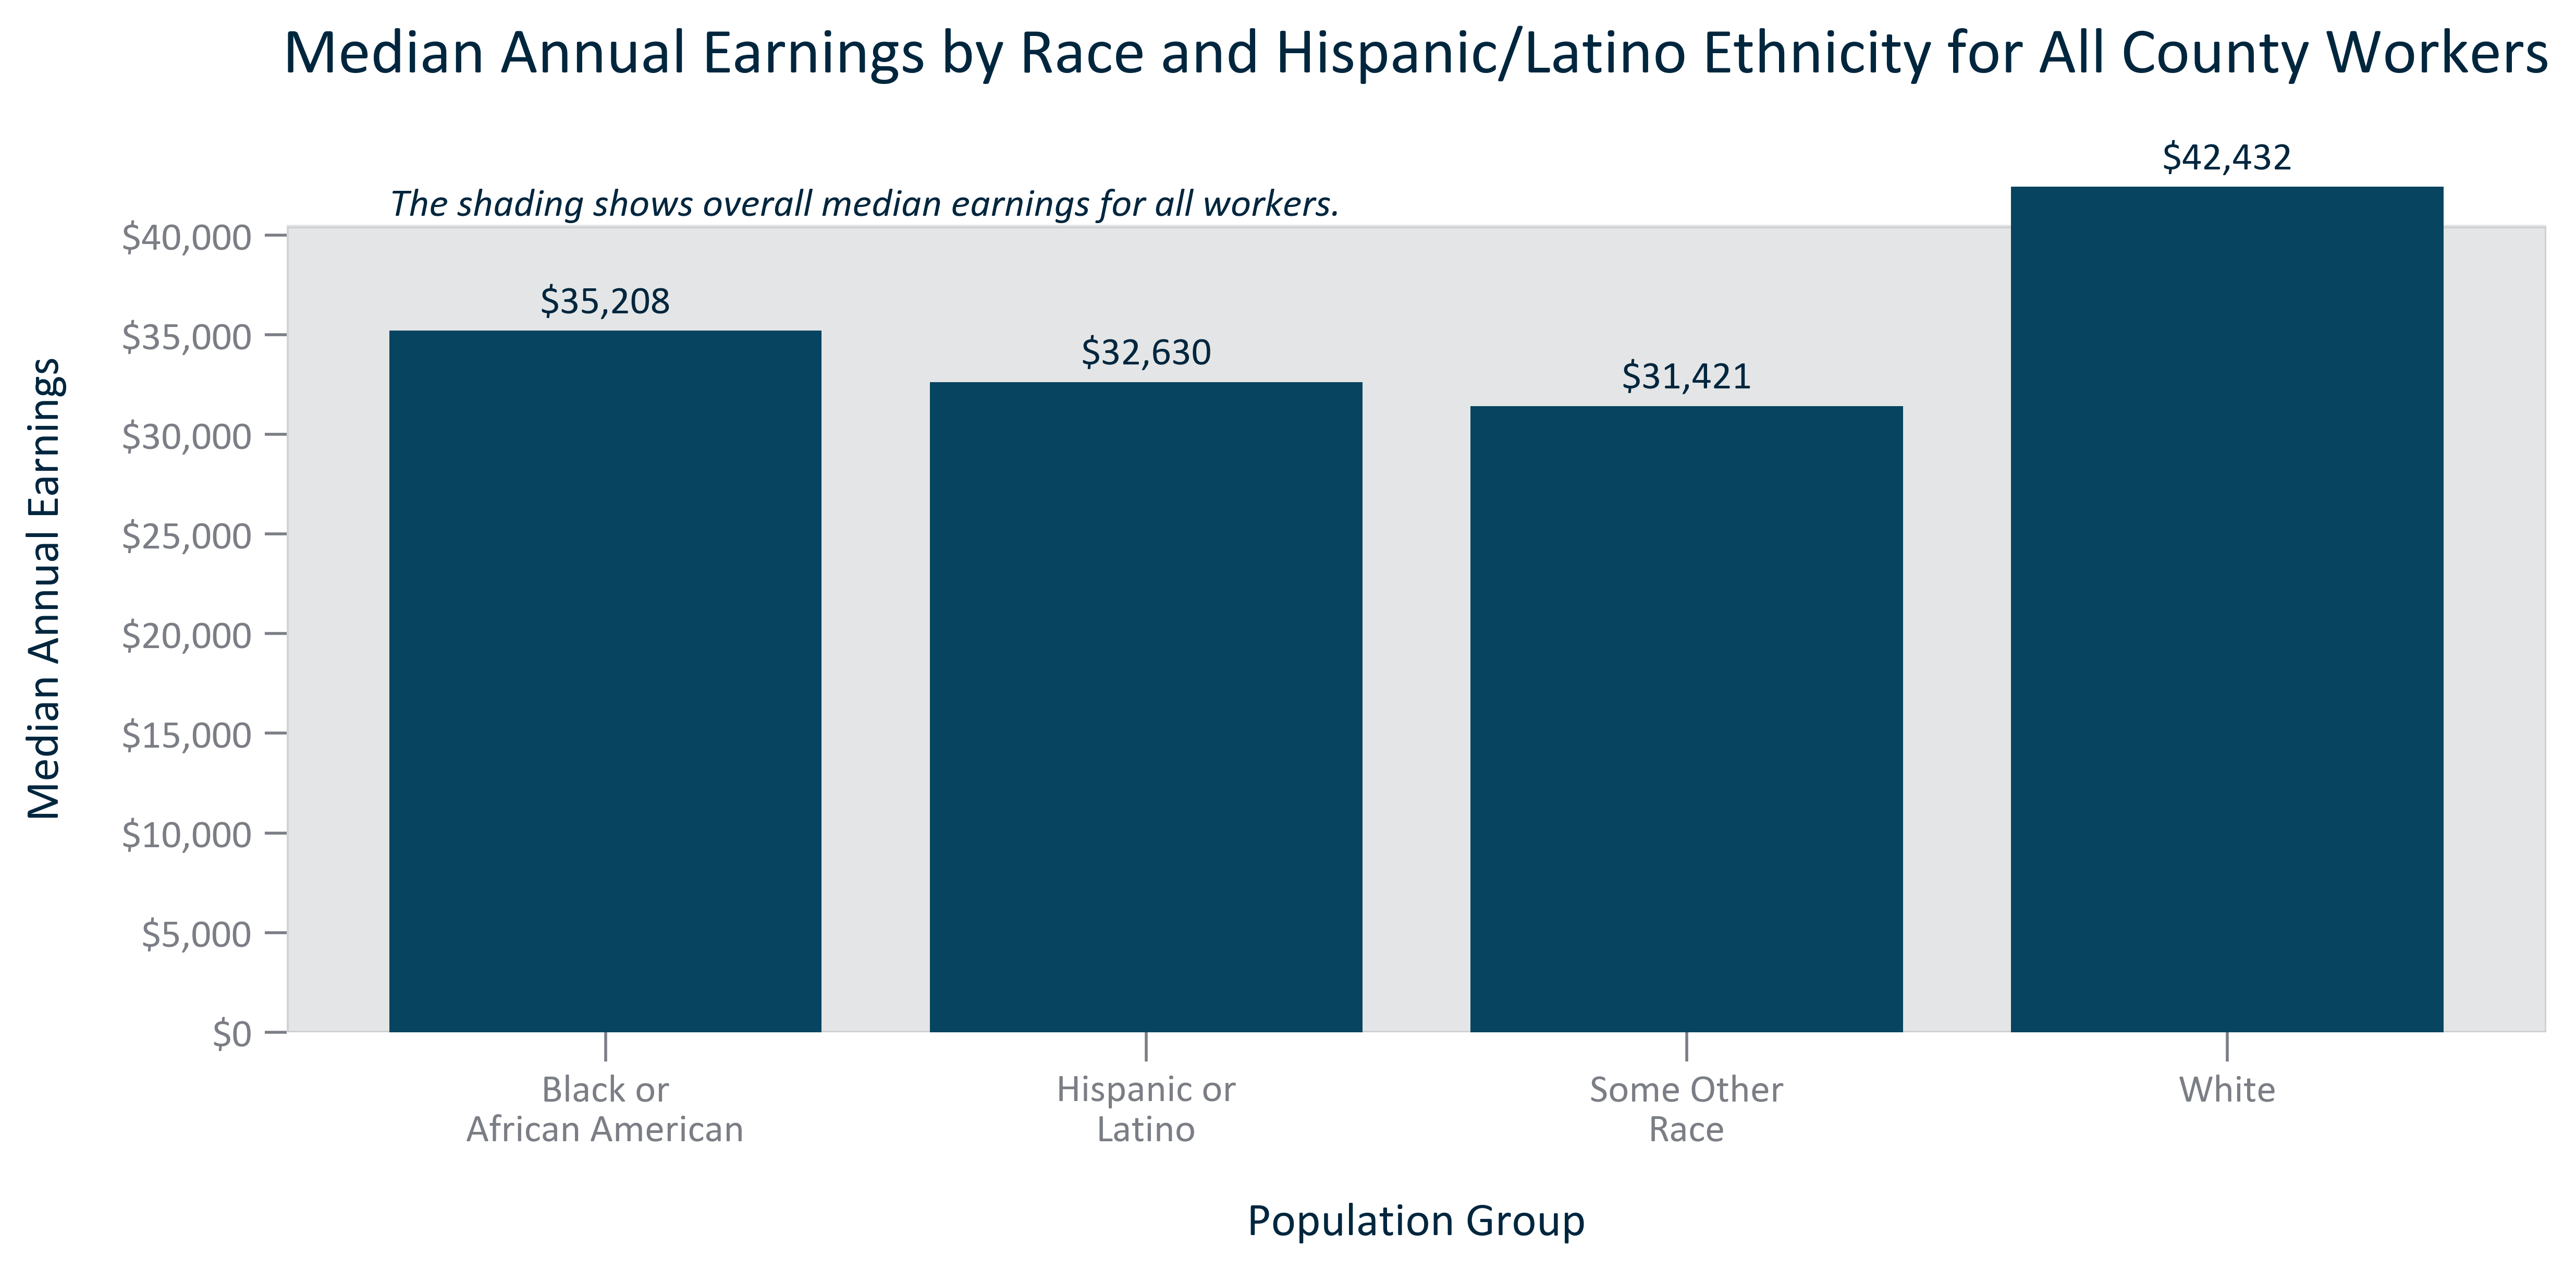 Median Annual Earnings by Race and Hispanic/Latino Ethnicity for All County Workers
$42,432
The shading shows overall median earnings for all workers.
$40,000
$35,208
$35,000
$32,630
$31,421
$30,000
$25,000
$20,000
$15,000
$10,000
$5,000
$0
Median Annual Earnings
Black or
African American
Hispanic or
Latino
Some Other
Race
White
Population Group